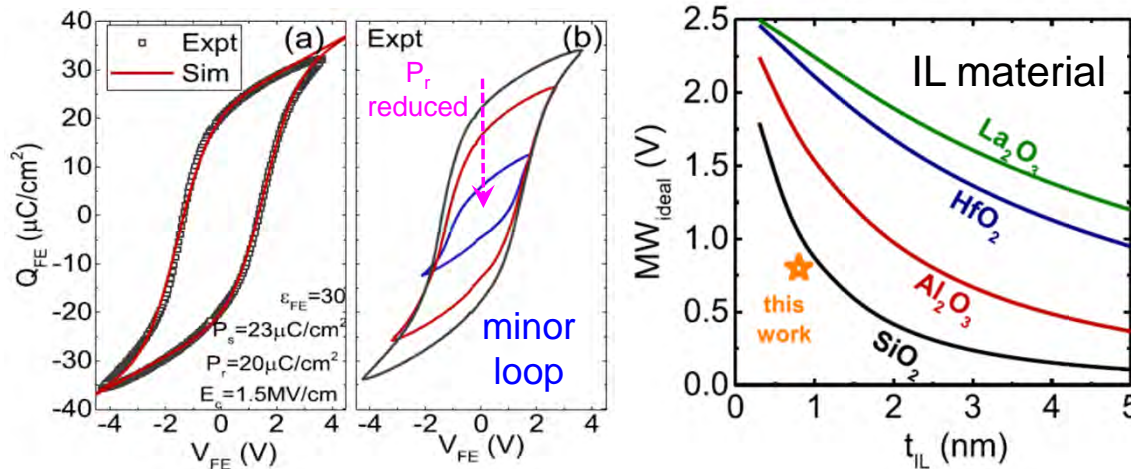 (a)
Expt
Sim
Q_FE (μC/cm²)
40
30
20
10
0
-10
-20
-30
-40
ε_FE=30
P_s=23μC/cm²
P_r=20μC/cm²
E_c=1.5MV/cm
-4 -2 0 2 4
V_FE (V)
Expt
(b)
P_r
reduced
minor
loop
-4 -2 0 2 4
V_FE (V)
MW_ideal (V)
2.5
2.0
1.5
1.0
0.5
0.0
IL material
La₂O₃
HfO₂
Al₂O₃
SiO₂
this
work
0 1 2 3 4 5
t_IL (nm)